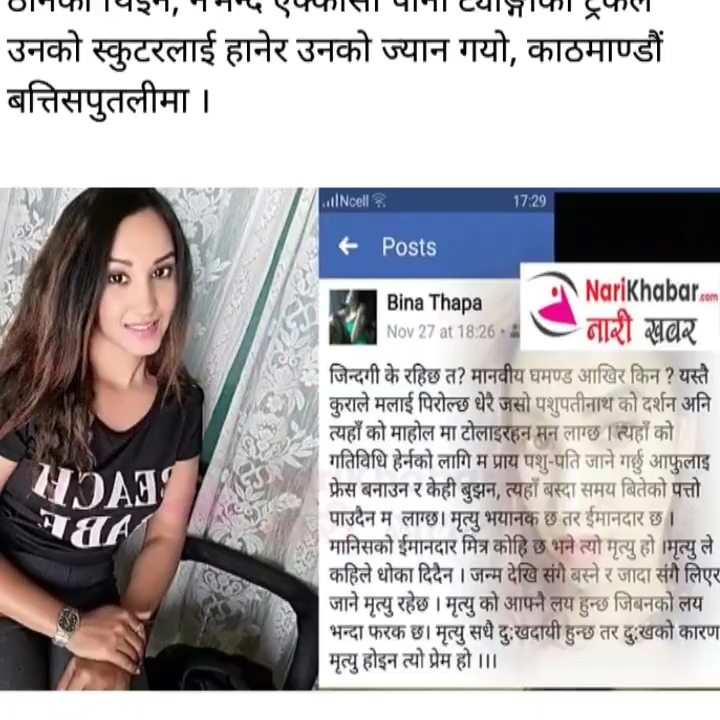 उनको स्कुटरलाई हानेर उनको ज्यान गयो, काठमाण्डौं
बत्तिसपुतलीमा ।
Ncell
17:29
Posts
Bina Thapa
Nov 27 at 18:26
NariKhabar.com
नारी खबर
जिन्दगी के रहिछ त? मानवीय घमण्ड आखिर किन ? यस्तै
कुराले मलाई पिरोल्छ धेरै जसो पशुपतीनाथ को दर्शन अनि
त्यहाँ को माहोल मा टोलाइरहन मन लाग्छ । त्यहाँ को
गतिविधि हेर्नको लागि म प्राय पशु-पति जाने गर्छु आफुलाइ
फ्रेस बनाउन र केही बुझन, त्यहाँ बस्दा समय बितेको पत्तो
पाउदैन म लाग्छ। मृत्यु भयानक छ तर ईमानदार छ ।
मानिसको ईमानदार मित्र कोहि छ भने त्यो मृत्यु हो ।मृत्यु ले
कहिले धोका दिदैन । जन्म देखि संगे बस्ने र जादा संगै लिएर
जाने मृत्यु रहेछ । मृत्यु को आफ्नै लय हुन्छ जिबनको लय
भन्दा फरक छ। मृत्यु सधै दु:खदायी हुन्छ तर दु:खको कारण
मृत्यु होइन त्यो प्रेम हो ।।।
BEACH
BABE